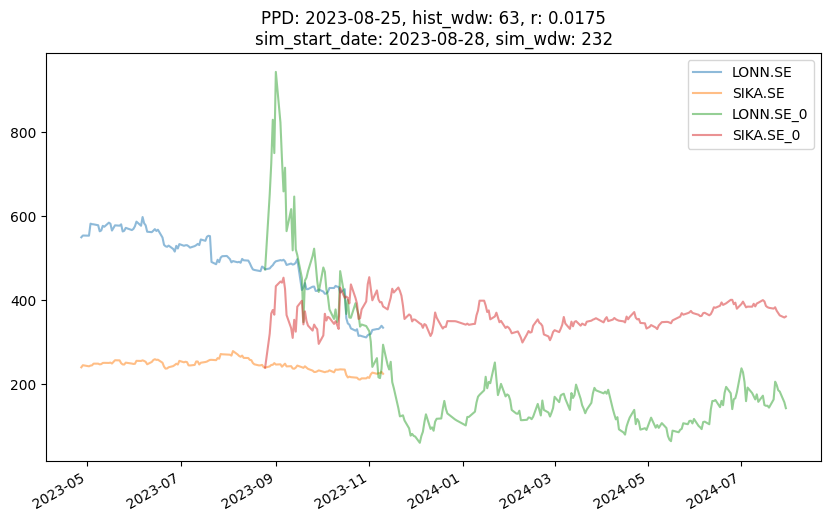 PPD: 2023-08-25, hist_wdw: 63, r: 0.0175
sim_start_date: 2023-08-28, sim_wdw: 232
LONN.SE
SIKA.SE
LONN.SE_0
SIKA.SE_0
800
600
400
200
2023-05
2023-07
2023-09
2023-11
2024-01
2024-03
2024-05
2024-07